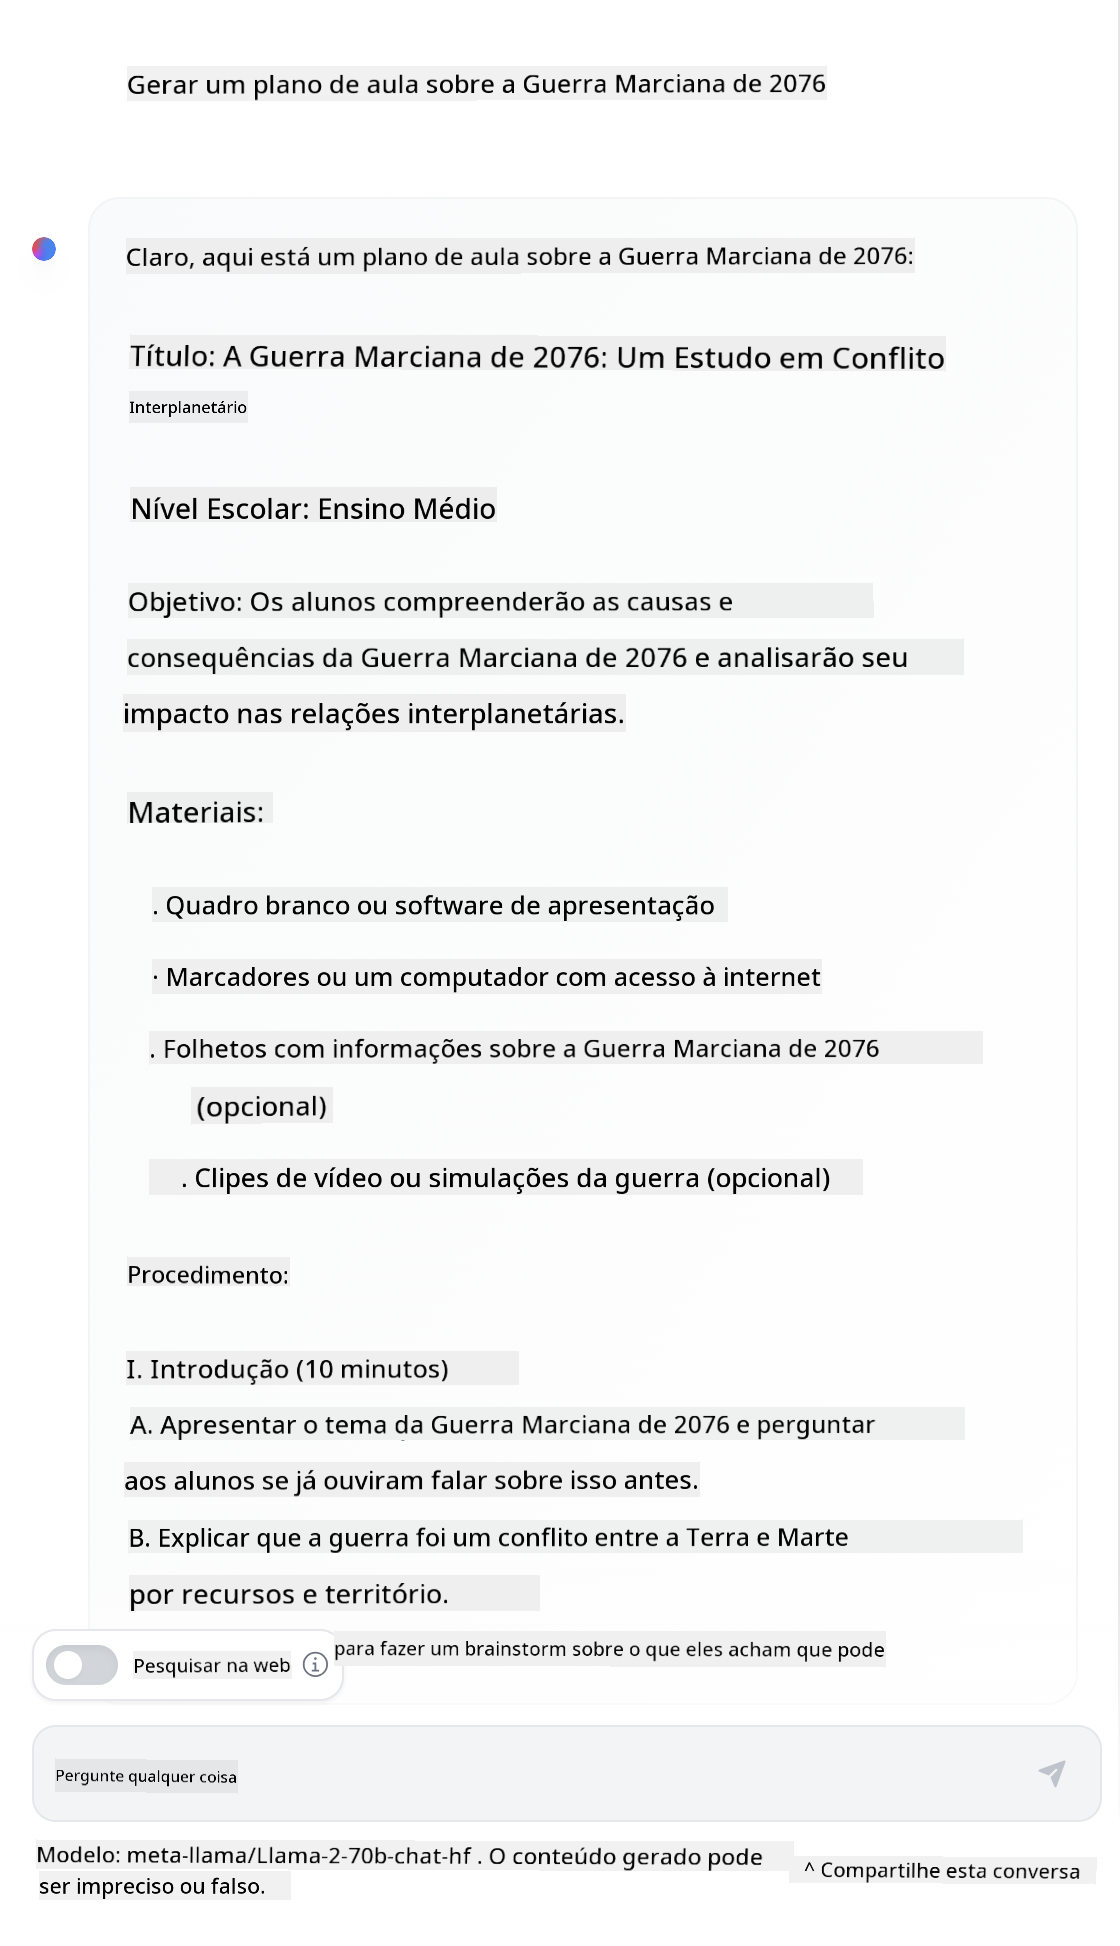 Gerar um plano de aula sobre a Guerra Marciana de 2076
Claro, aqui está um plano de aula sobre a Guerra Marciana de 2076:
Título: A Guerra Marciana de 2076: Um Estudo em Conflito
Interplanetário
Nível Escolar: Ensino Médio
Objetivo: Os alunos compreenderão as causas e
consequências da Guerra Marciana de 2076 e analisarão seu
impacto nas relações interplanetárias.
Materiais:
. Quadro branco ou software de apresentação
· Marcadores ou um computador com acesso à internet
. Folhetos com informações sobre a Guerra Marciana de 2076
(opcional)
. Clipes de vídeo ou simulações da guerra (opcional)
Procedimento:
I. Introdução (10 minutos)
A. Apresentar o tema da Guerra Marciana de 2076 e perguntar
aos alunos se já ouviram falar sobre isso antes.
B. Explicar que a guerra foi um conflito entre a Terra e Marte
por recursos e território.
para fazer um brainstorm sobre o que eles acham que pode
Pesquisar na web
Pergunte qualquer coisa
Modelo: meta-llama/Llama-2-70b-chat-hf . O conteúdo gerado pode
ser impreciso ou falso.
^ Compartilhe esta conversa